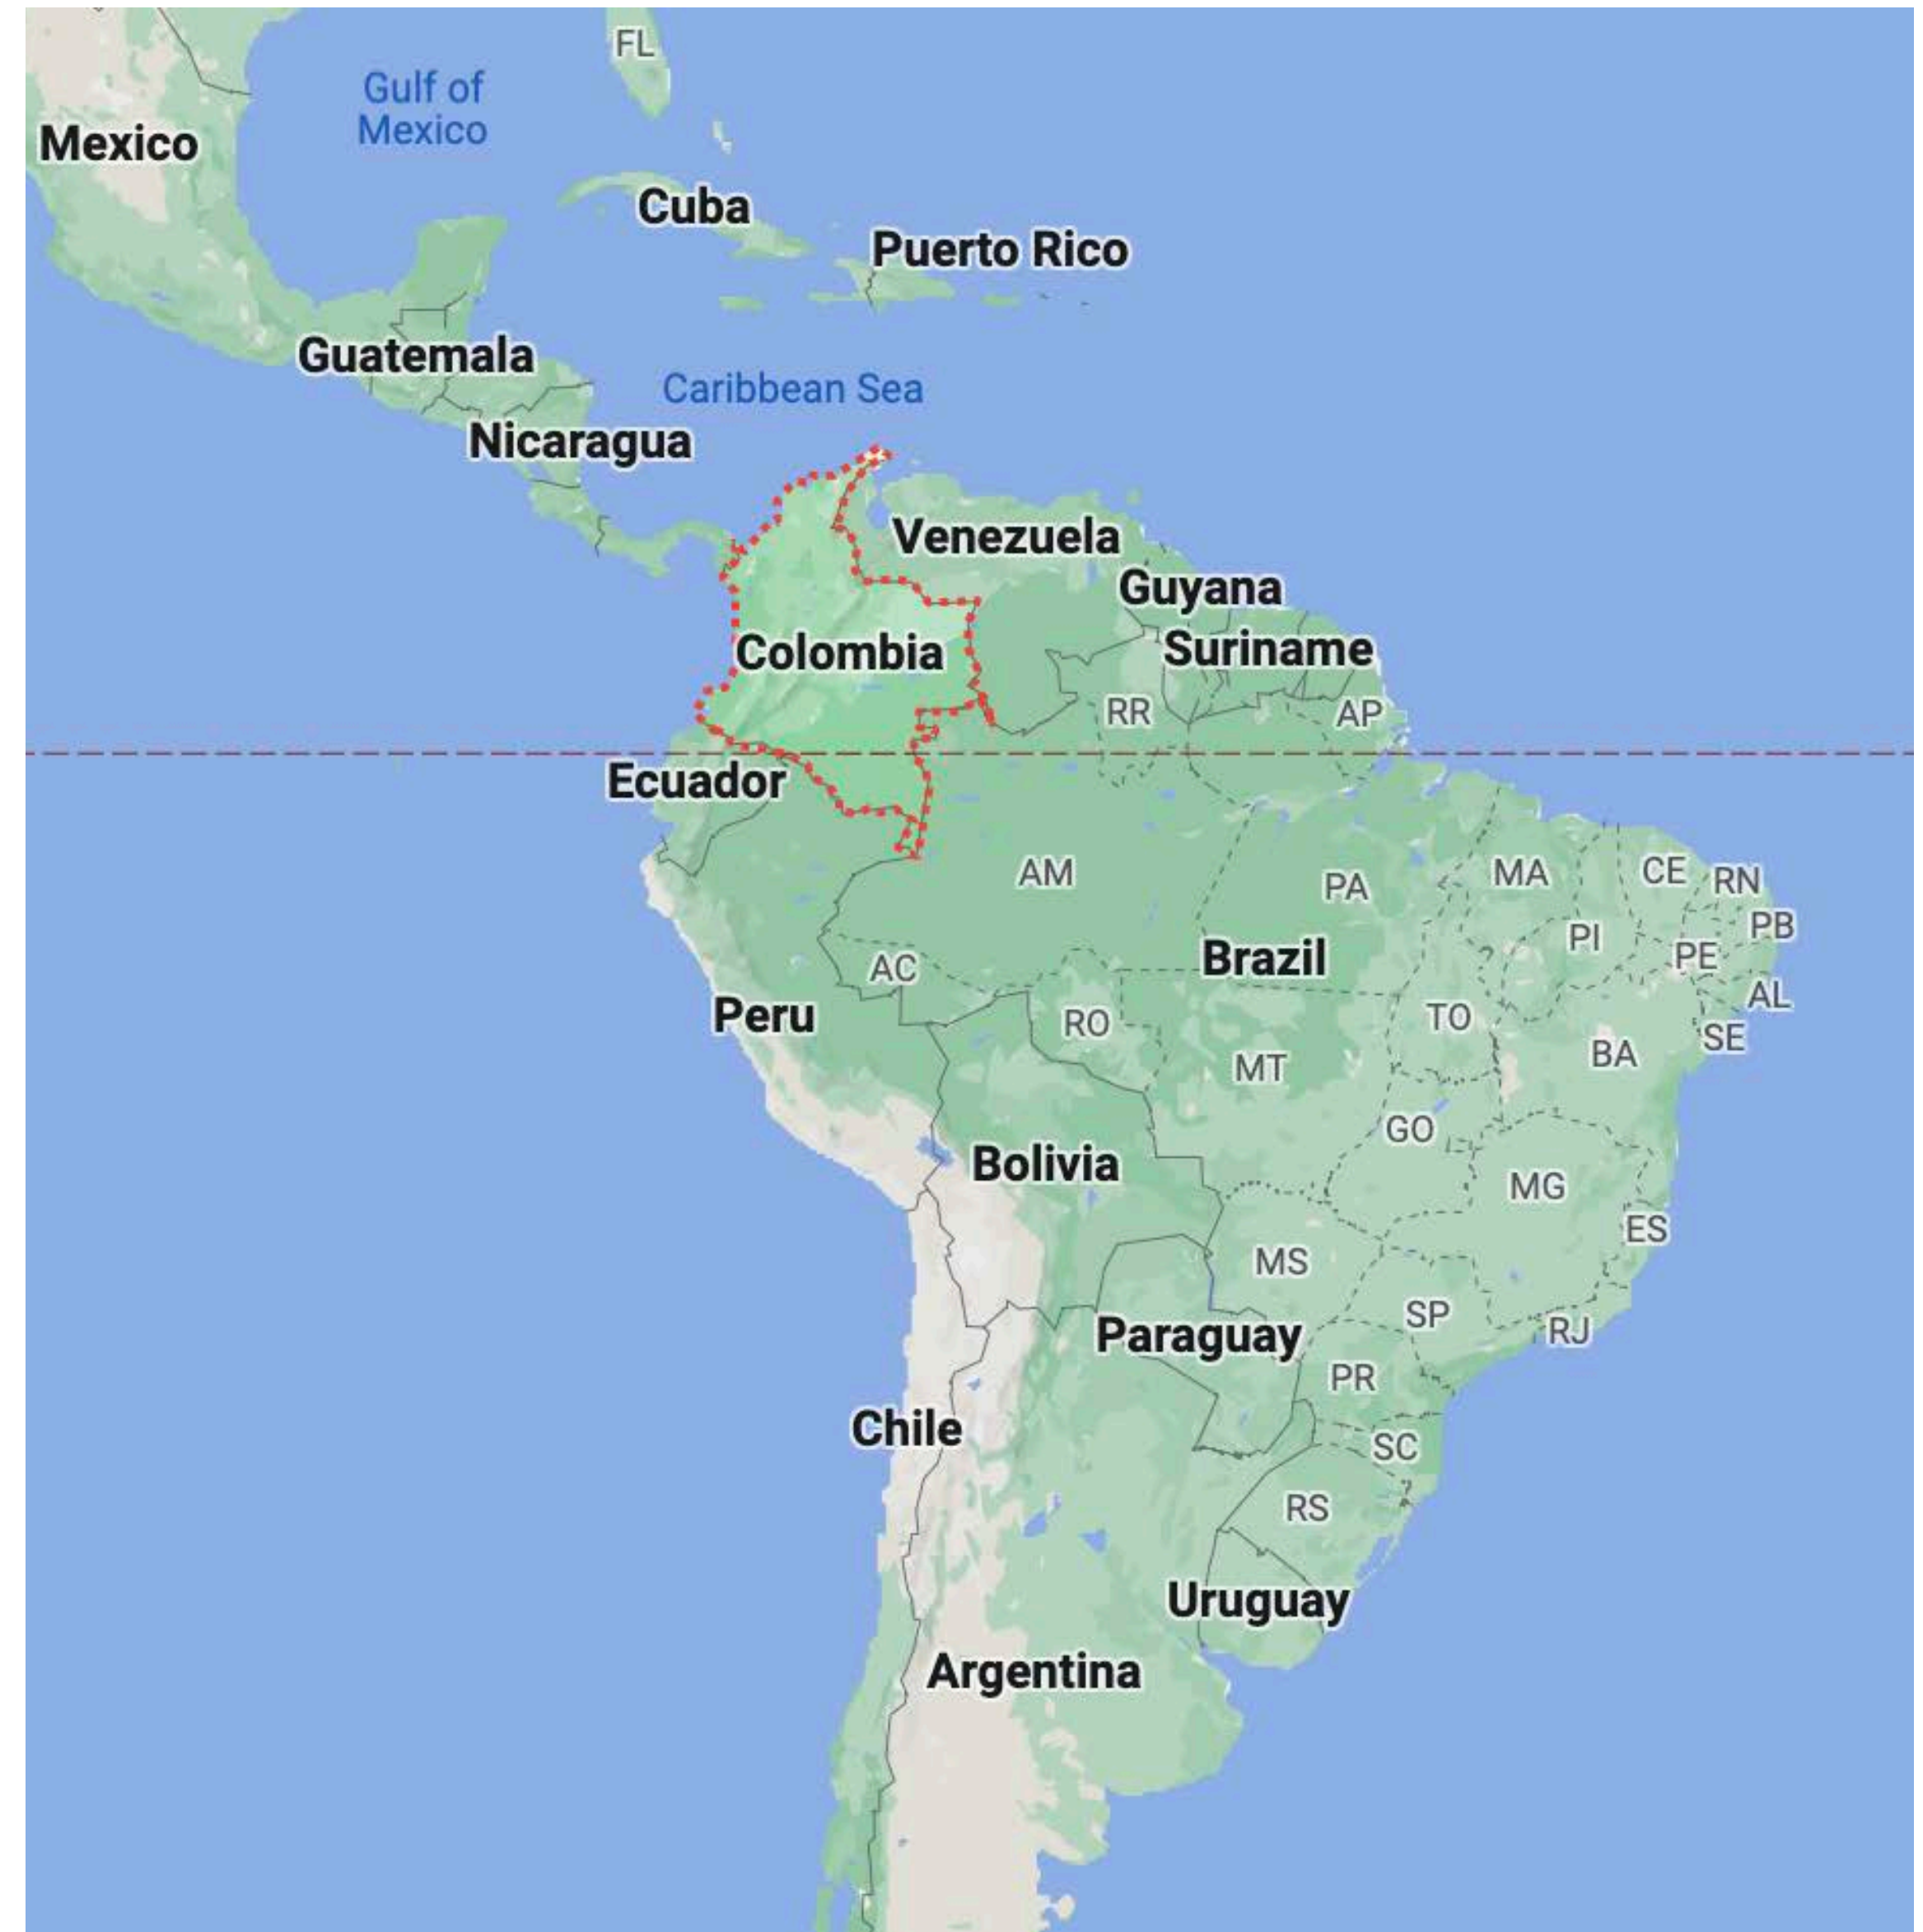 FL
Gulf of
Mexico
Mexico
Cuba
Puerto Rico
Guatemala
Caribbean Sea
Nicaragua
Venezuela
Guyana
Suriname
Colombia
RR
AP
Ecuador
AM
PA
MA
CE
RN
PB
PI
PE
Brazil
AC
AL
Peru
RO
TO
SE
BA
MT
GO
Bolivia
MG
ES
MS
SP
RJ
Paraguay
PR
Chile
SC
RS
Uruguay
Argentina